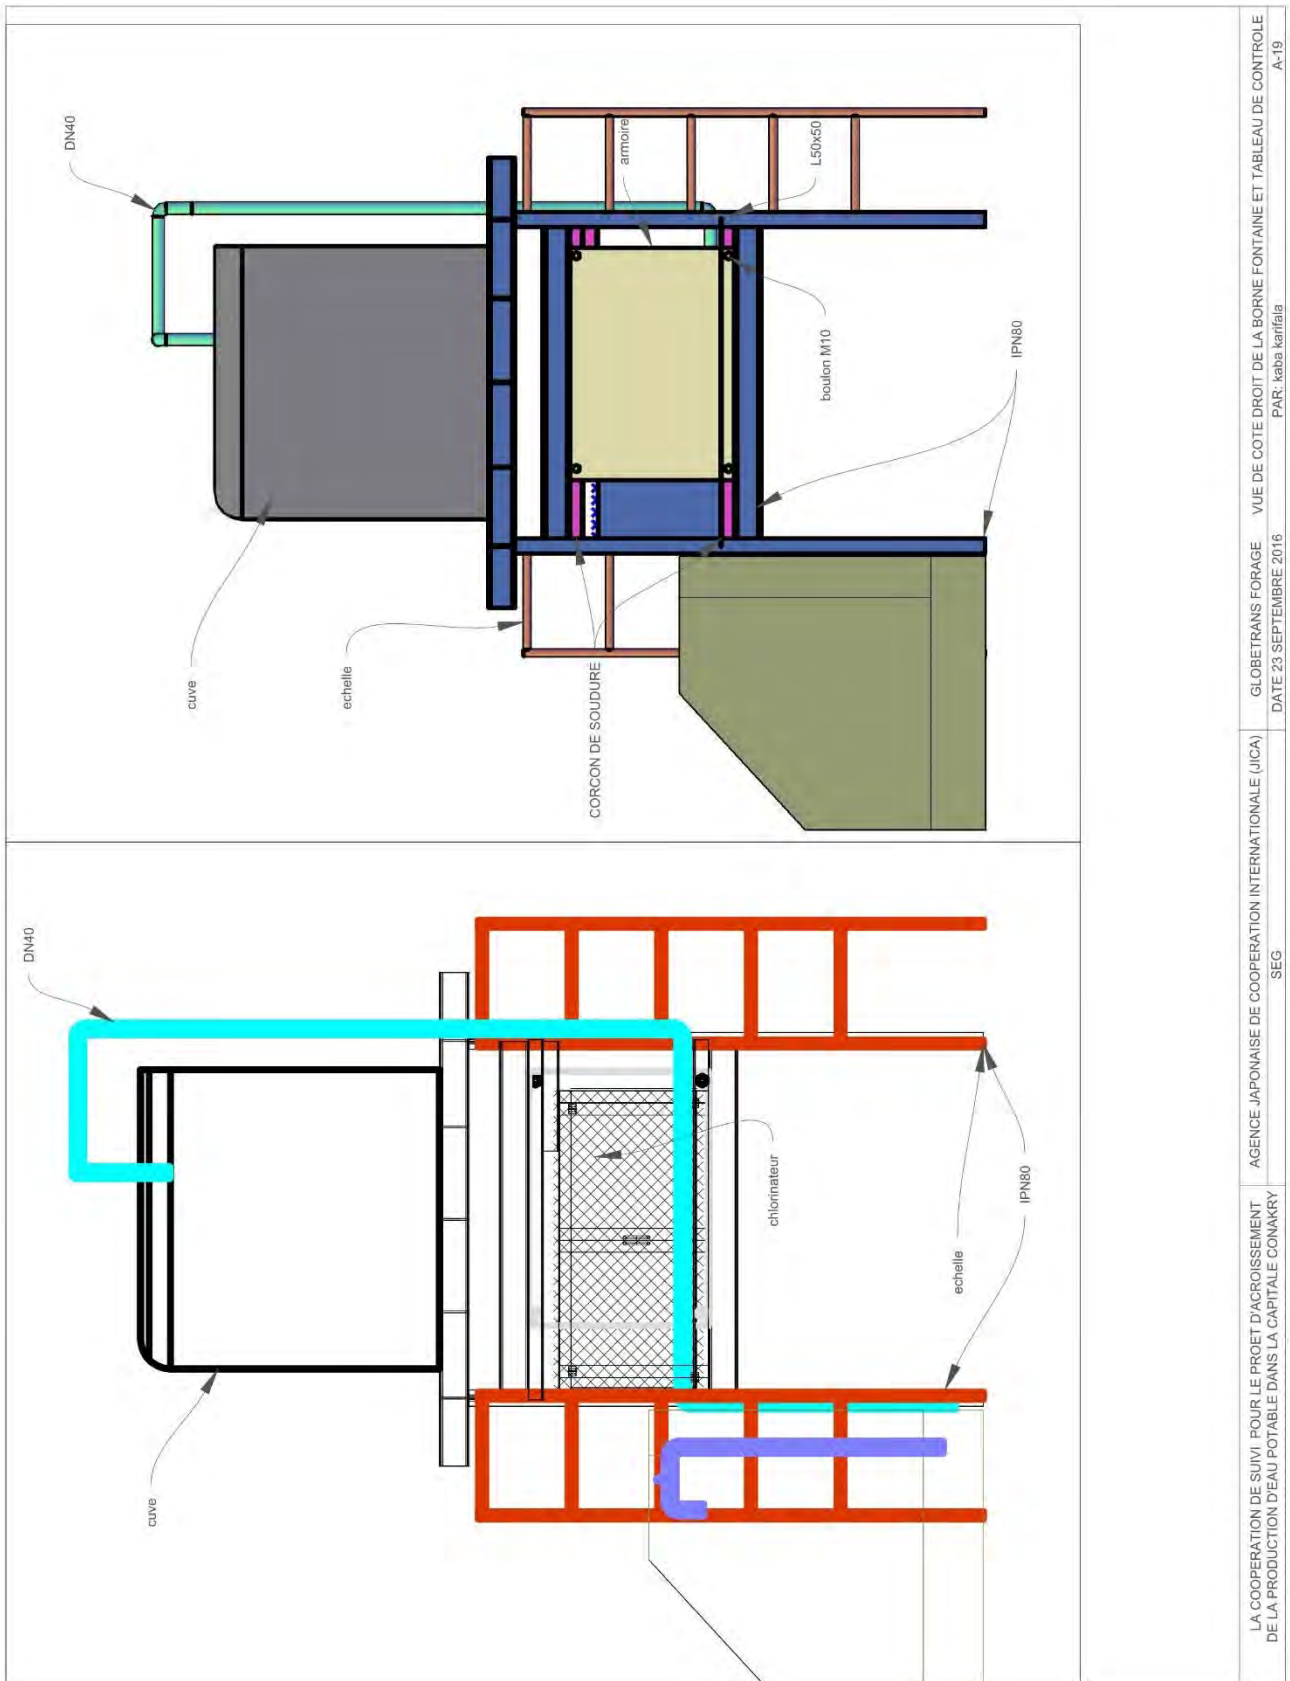 DN40
cuve
echelle
chlorinateur
IPN80
cuve
DN40
echelle
CORCON DE SOUDURE
armoire
L50x50
boulon M10
IPN80
LA COOPERATION DE SUIVI POUR LE PROET D'ACROISSEMENT
DE LA PRODUCTION D'EAU POTABLE DANS LA CAPITALE CONAKRY
AGENCE JAPONAISE DE COOPERATION INTERNATIONALE (JICA)
SEG
GLOBETRANS FORAGE VUE DE COTE DROIT DE LA BORNE FONTAINE ET TABLEAU DE CONTROLE
DATE 23 SEPTEMBRE 2016 PAR: kaba karifala A-19